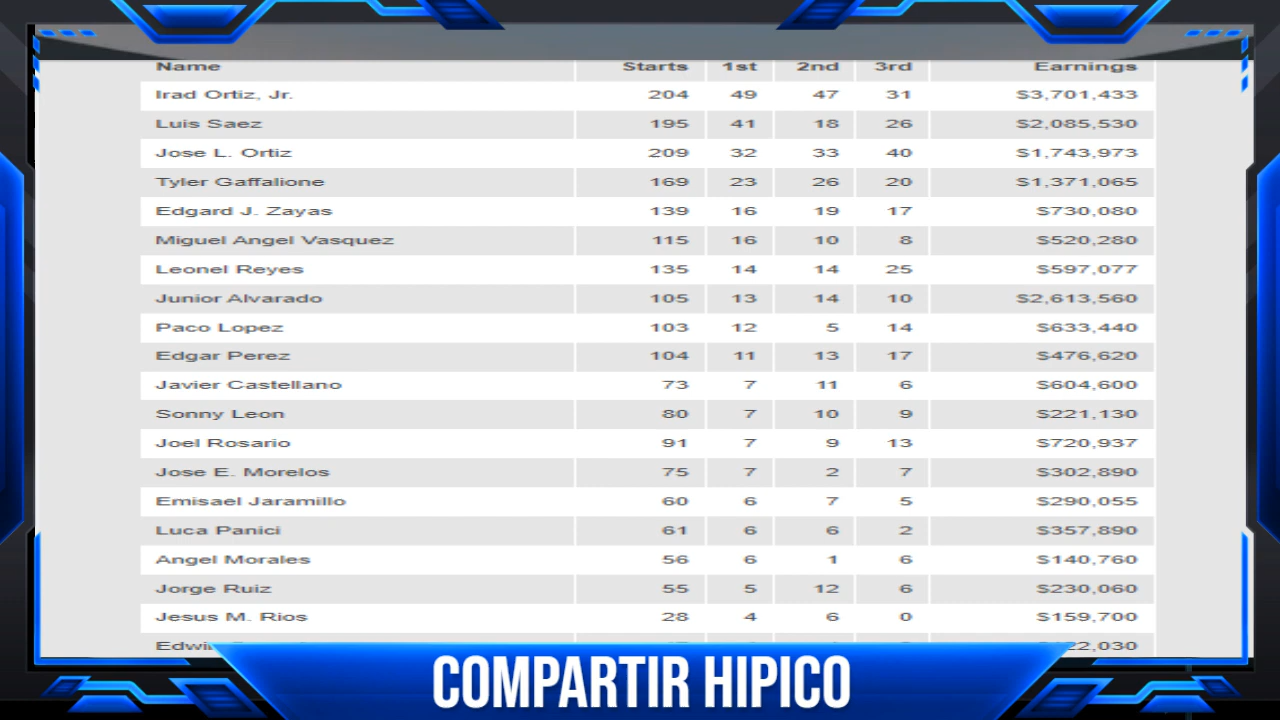 Name Starts 1st 2nd 3rd Earnings
Irad Ortiz, Jr. 204 49 47 31 $3,701,433
Luis Saez 195 41 18 26 $2,085,530
Jose L. Ortiz 209 32 33 40 $1,743,973
Tyler Gaffalione 169 23 26 20 $1,371,065
Edgard J. Zayas 139 16 19 17 $730,080
Miguel Angel Vasquez 115 16 10 8 $520,280
Leonel Reyes 135 14 14 25 $597,077
Junior Alvarado 105 13 14 10 $2,613,560
Paco Lopez 103 12 5 14 $633,440
Edgar Perez 104 11 13 17 $476,620
Javier Castellano 73 7 11 6 $604,600
Sonny Leon 80 7 10 9 $221,130
Joel Rosario 91 7 9 13 $720,937
Jose E. Morelos 75 7 2 7 $302,890
Emisael Jaramillo 60 6 7 5 $290,055
Luca Panici 61 6 6 2 $357,890
Angel Morales 56 6 1 6 $140,760
Jorge Ruiz 55 5 12 6 $230,060
Jesus M. Rios 28 4 6 0 $159,700
COMPARTIR HIPICO